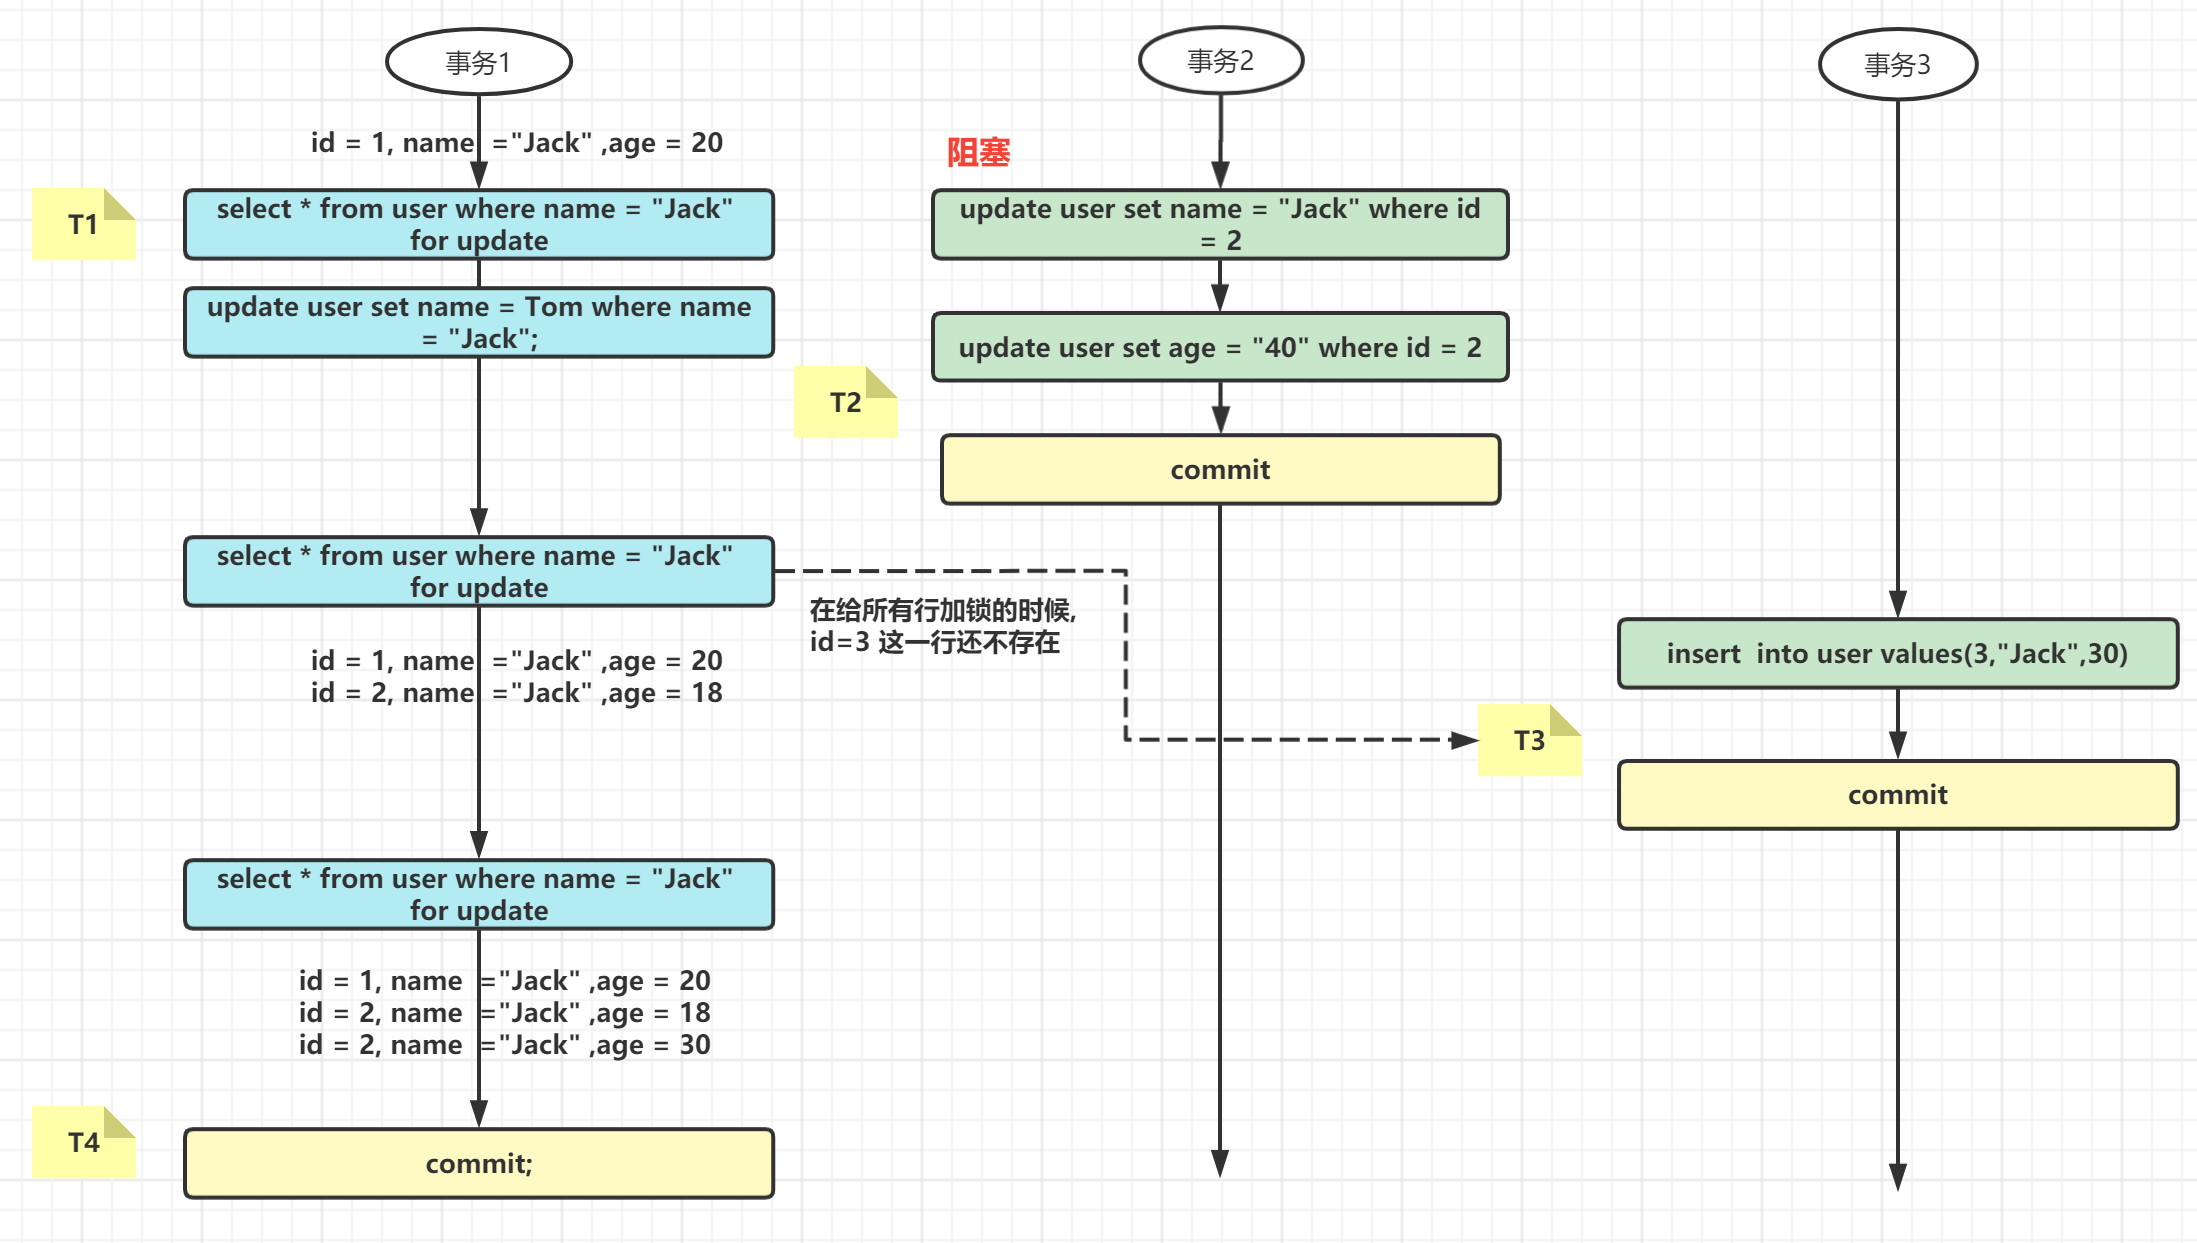 事务1
id = 1, name ="Jack" ,age = 20
T1
select * from user where name = "Jack"
for update
update user set name = Tom where name
= "Jack";
select * from user where name = "Jack"
for update
id = 1, name ="Jack" ,age = 20
id = 2, name ="Jack" ,age = 18
select * from user where name = "Jack"
for update
id = 1, name ="Jack" ,age = 20
id = 2, name ="Jack" ,age = 18
id = 2, name ="Jack" ,age = 30
T4
commit;
事务2
阻塞
update user set name = "Jack" where id
= 2
update user set age = "40" where id = 2
T2
commit
在给所有行加锁的时候,
id=3 这一行还不存在
事务3
insert into user values(3,"Jack",30)
T3
commit